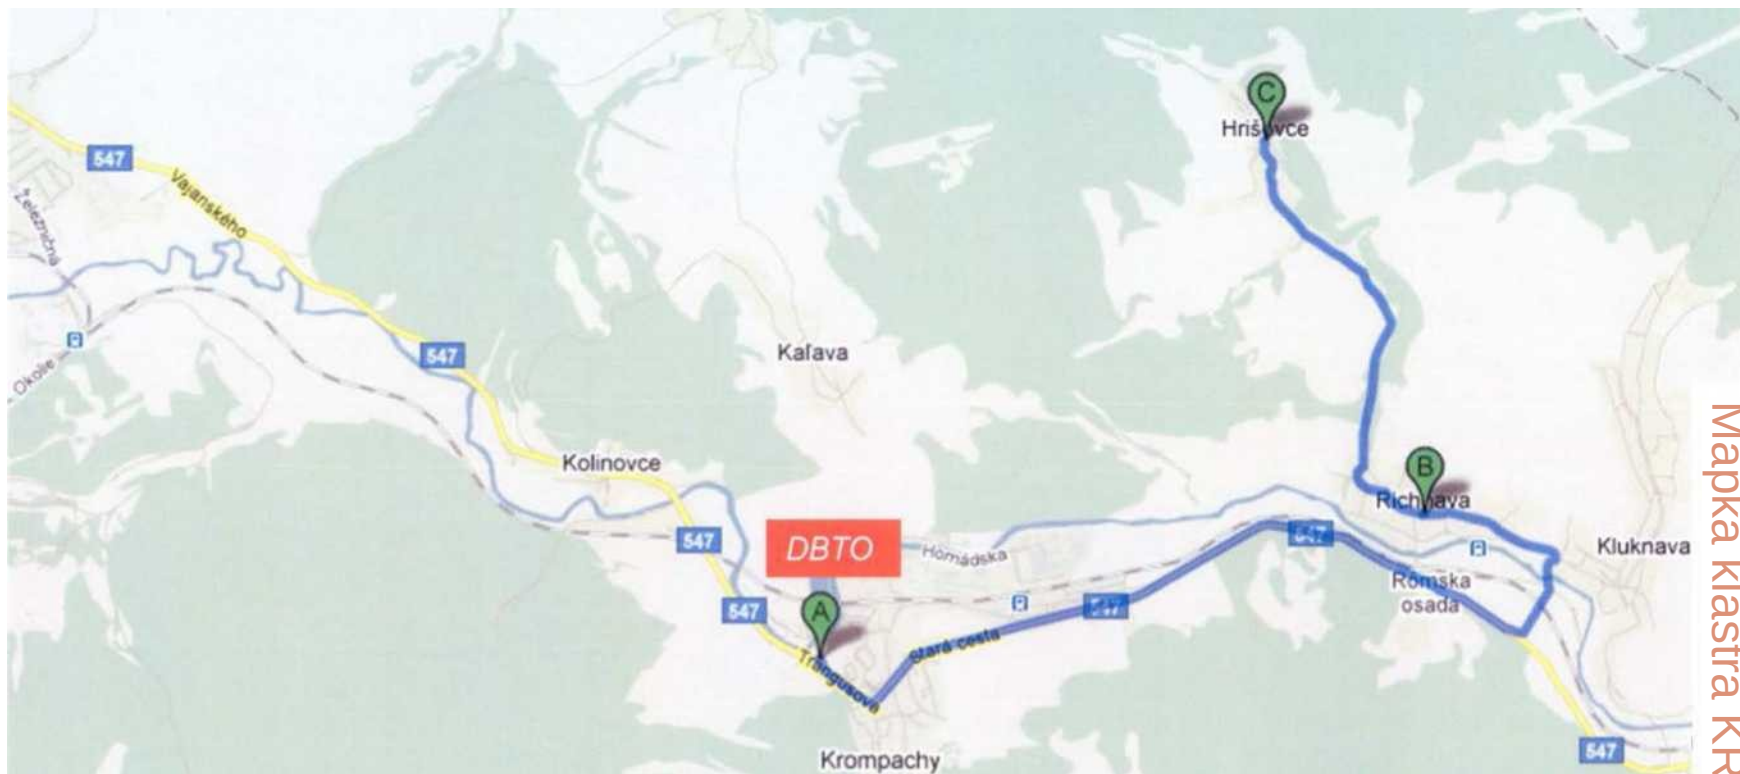 C
Hrišovce
547
Vajanského
Železničná
Kaľava
547
Okolie
Kolinovce
B
Richnava
547
DBTO
Hornádska
547
Kluknava
Rómska
osada
A
547
547
Stará cesta
Trangusova
Krompachy
547
Mapka klastra KR